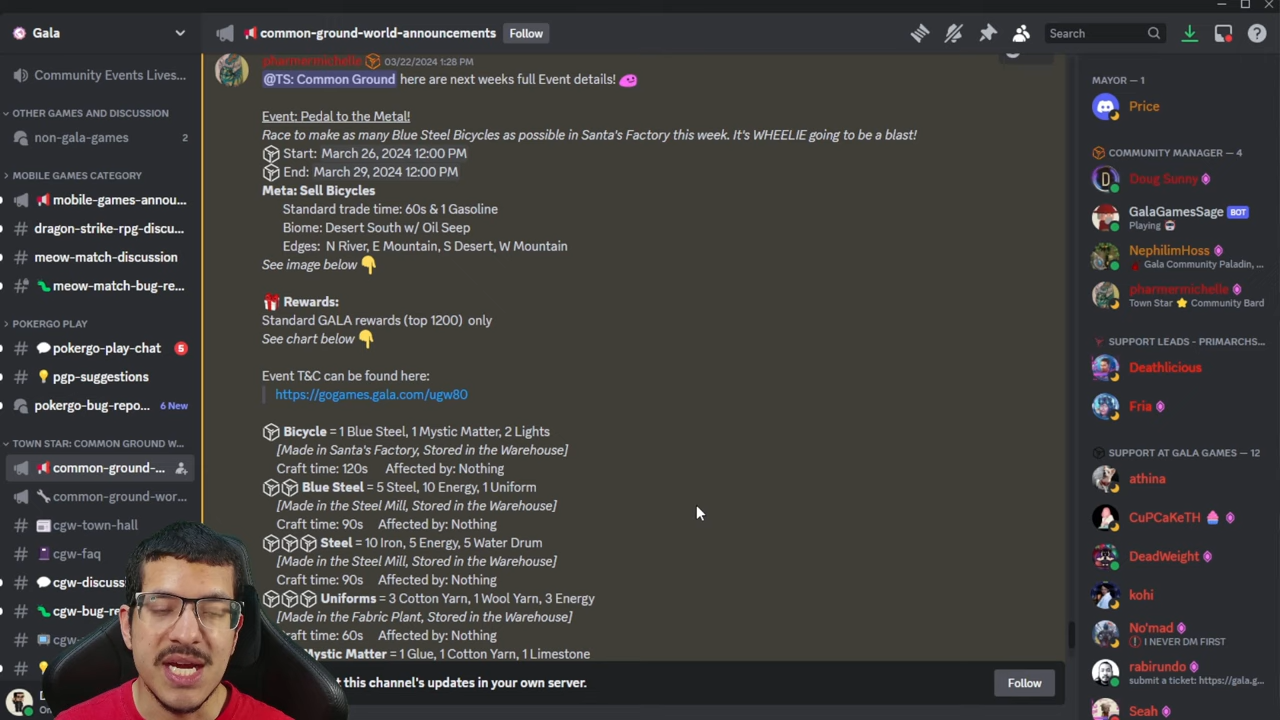 Gala
common-ground-world-announcements
Follow
Search
Community Events Lives...
OTHER GAMES AND DISCUSSION
non-gala-games
2
MOBILE GAMES CATEGORY
mobile-games-annou...
dragon-strike-rpg-discu...
meow-match-discussion
meow-match-bug-re...
POKERGO PLAY
pokergo-play-chat
5
pgp-suggestions
pokergo-bug-repo...
6 New
TOWN STAR: COMMON GROUND W...
common-ground-...
common-ground-wor...
cgw-town-hall
cgw-faq
cgw-discuss
cgw-bug-re
cgw-
pharmermichelle 03/22/2024 1:28 PM
@TS: Common Ground here are next weeks full Event details!
Event: Pedal to the Metal!
Race to make as many Blue Steel Bicycles as possible in Santa's Factory this week. It's WHEELIE going to be a blast!
Start: March 26, 2024 12:00 PM
End: March 29, 2024 12:00 PM
Meta: Sell Bicycles
Standard trade time: 60s & 1 Gasoline
Biome: Desert South w/ Oil Seep
Edges: N River, E Mountain, S Desert, W Mountain
See image below
Rewards:
Standard GALA rewards (top 1200) only
See chart below
Event T&C can be found here:
https://gogames.gala.com/ugw80
Bicycle = 1 Blue Steel, 1 Mystic Matter, 2 Lights
[Made in Santa's Factory, Stored in the Warehouse]
Craft time: 120s Affected by: Nothing
Blue Steel = 5 Steel, 10 Energy, 1 Uniform
[Made in the Steel Mill, Stored in the Warehouse]
Craft time: 90s Affected by: Nothing
Steel = 10 Iron, 5 Energy, 5 Water Drum
[Made in the Steel Mill, Stored in the Warehouse]
Craft time: 90s Affected by: Nothing
Uniforms = 3 Cotton Yarn, 1 Wool Yarn, 3 Energy
[Made in the Fabric Plant, Stored in the Warehouse]
raft time: 60s Affected by: Nothing
Mystic Matter = 1 Glue, 1 Cotton Yarn, 1 Limestone
t this channel's updates in your own server.
Follow
MAYOR — 1
Price
COMMUNITY MANAGER — 4
Doug Sunny
GalaGamesSage BOT
Playing
NephilimHoss
Gala Community Paladin, ...
pharmermichelle
Town Star Community Bard
SUPPORT LEADS - PRIMARCHS...
Deathlicious
Fria
SUPPORT AT GALA GAMES — 12
athina
CuPCaKeTH
DeadWeight
kohi
No'mad
I NEVER DM FIRST
rabirundo
submit a ticket: https://gala.g...
Seah